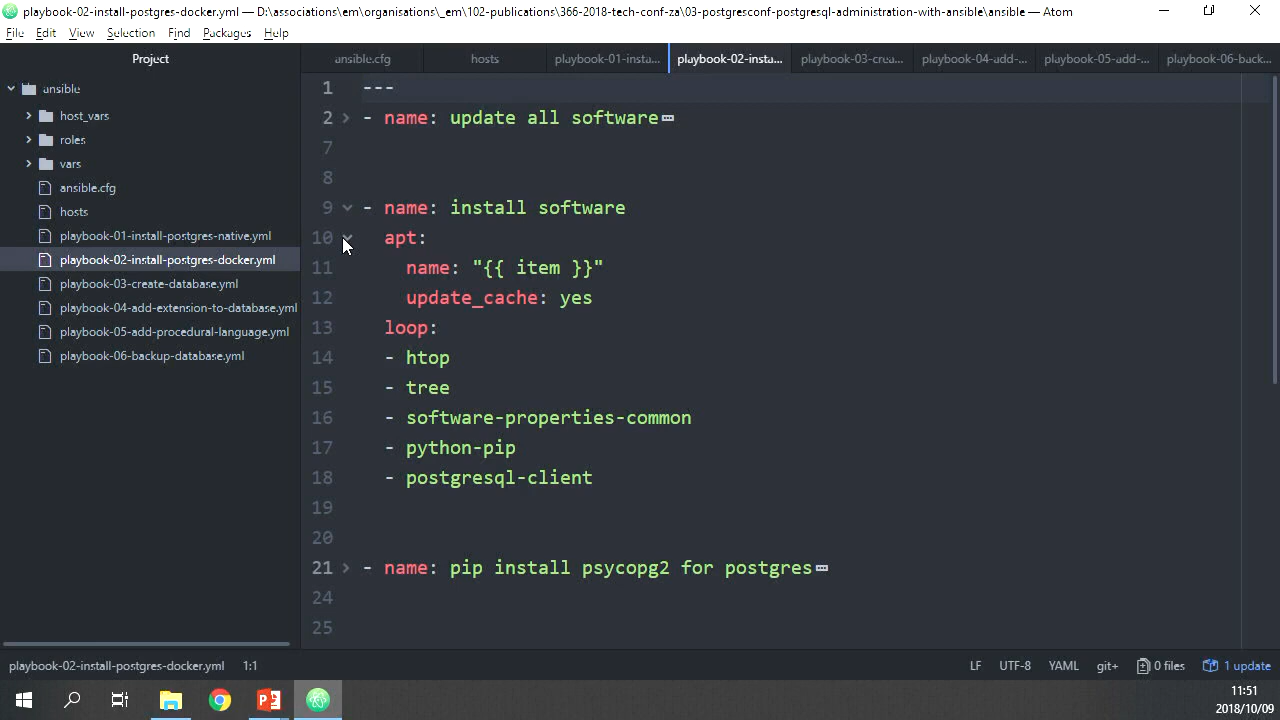 playbook-02-install-postgres-docker.yml — D:\associations\em\organisations\_em\102-publications\366-2018-tech-conf-za\03-postgresconf-postgresql-administration-with-ansible\ansible — Atom
File Edit View Selection Find Packages Help
Project
ansible.cfg hosts playbook-01-insta... playbook-02-insta... playbook-03-crea... playbook-04-add-... playbook-05-add-... playbook-06-back...
ansible
host_vars
roles
vars
ansible.cfg
hosts
playbook-01-install-postgres-native.yml
playbook-02-install-postgres-docker.yml
playbook-03-create-database.yml
playbook-04-add-extension-to-database.yml
playbook-05-add-procedural-language.yml
playbook-06-backup-database.yml
1 ---
2 - name: update all software
7
8
9 - name: install software
10 apt:
11 name: "{{ item }}"
12 update_cache: yes
13 loop:
14 - htop
15 - tree
16 - software-properties-common
17 - python-pip
18 - postgresql-client
19
20
21 - name: pip install psycopg2 for postgres
24
25
playbook-02-install-postgres-docker.yml 1:1 LF UTF-8 YAML git+ 0 files 1 update
11:51
2018/10/09